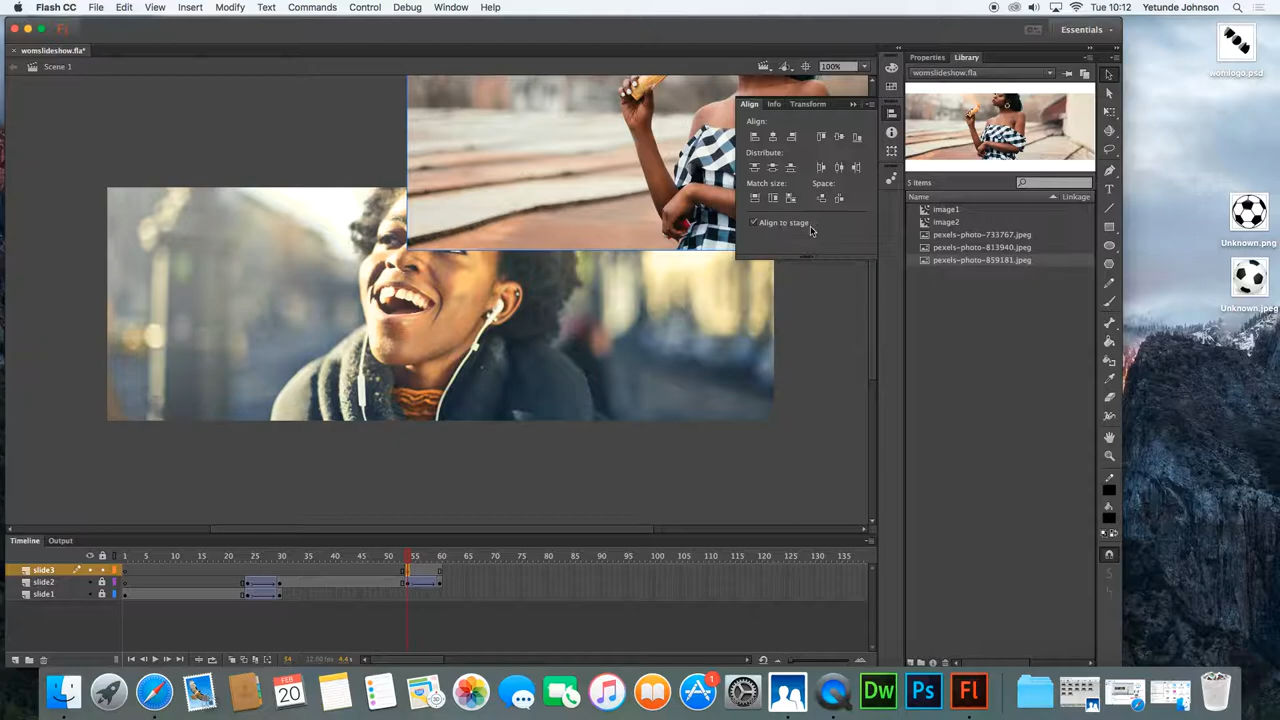 Flash CC File Edit View Insert Modify Text Commands Control Debug Window Help
Tue 10:12 Yetunde Johnson
Essentials
womslideshow.fla*
Scene 1
100%
Align Info Transform
Align:
Distribute:
Match size: Space:
Align to stage
Properties Library
womslideshow.fla
5 items
Name Linkage
image1
image2
pexels-photo-733767.jpeg
pexels-photo-813940.jpeg
pexels-photo-859181.jpeg
womlogo.psd
Unknown.png
Unknown.jpeg
Timeline Output
1 5 10 15 20 25 30 35 40 45 50 55 60 65 70 75 80 85 90 95 100 105 110 115 120 125 130 135
slide3
slide2
slide1
54 12.00 fps 4.4s
FEB
20
1
Dw Ps Fl